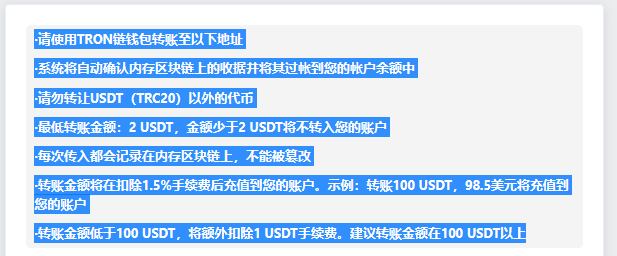 ·请使用TRON链钱包转账至以下地址
·系统将自动确认内存区块链上的收据并将其过帐到您的帐户余额中
·请勿转让USDT（TRC20）以外的代币
·最低转账金额：2 USDT，金额少于2 USDT将不转入您的账户
·每次传入都会记录在内存区块链上，不能被篡改
·转账金额将在扣除1.5%手续费后充值到您的账户。示例：转账100 USDT，98.5美元将充值到
您的账户
·转账金额低于100 USDT，将额外扣除1 USDT手续费。建议转账金额在100 USDT以上